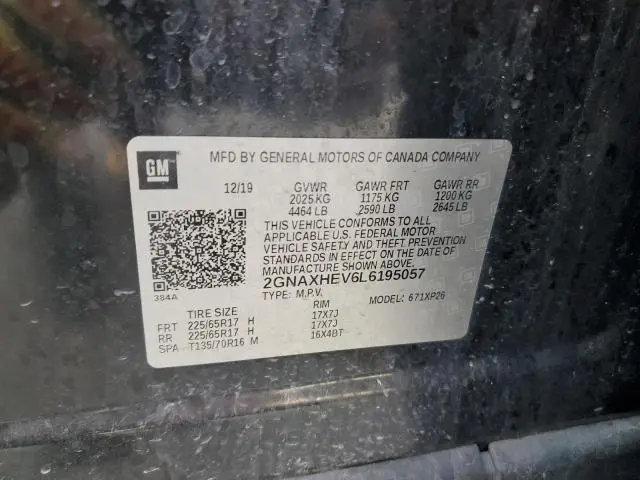 GM
MFD BY GENERAL MOTORS OF CANADA COMPANY
12/19 GVWR GAWR FRT GAWR RR
2025 KG 1175 KG 1200 KG
4464 LB 2590 LB 2645 LB
THIS VEHICLE CONFORMS TO ALL
APPLICABLE U.S. FEDERAL MOTOR
VEHICLE SAFETY AND THEFT PREVENTION
STANDARDS IN EFFECT ON THE DATE OF
MANUFACTURE SHOWN ABOVE.
2GNAXHEV6L6195057
TYPE: M.P.V. MODEL: 671XP26
384A
TIRE SIZE RIM
FRT 225/65R17 H 17X7J
RR 225/65R17 H 17X7J
SPA T135/70R16 M 16X4BT